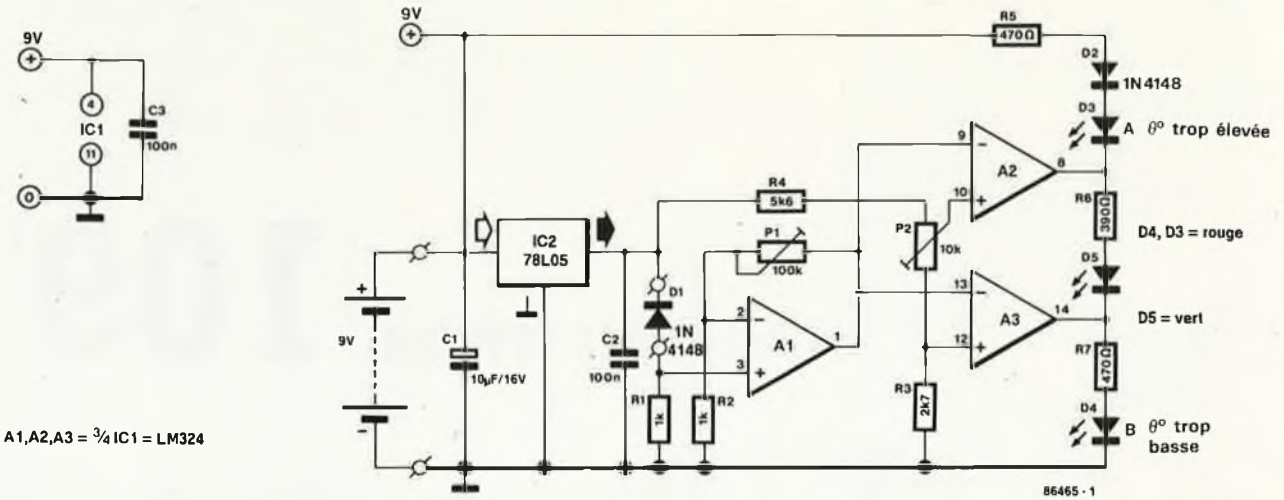 9V
+
4
IC1
11
C3
100n
0
A1,A2,A3 = ¾ IC1 = LM324
9V
+
R5
470Ω
D2
1N4148
D3
A θ° trop élevée
9
−
A2
8
10
+
R4
5k6
P1
100k
P2
10k
R6
390Ω
D4, D3 = rouge
IC2
78L05
D1
1N
4148
2
−
A1
1
3
+
13
−
A3
14
12
+
D5
D5 = vert
+
9V
−
C1
10µF/16V
C2
100n
R1
1k
R2
1k
R3
2k7
R7
470Ω
D4
B θ° trop
basse
86465 - 1